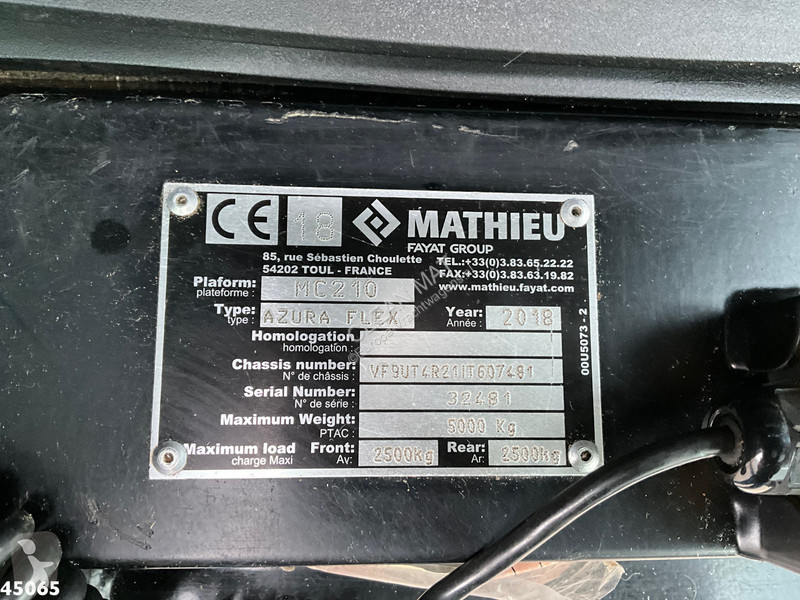 CE 18 MATHIEU
FAYAT GROUP
85, rue Sébastien Choulette TEL.:+33(0)3.83.65.22.22
54202 TOUL - FRANCE FAX:+33(0)3.83.63.19.82
www.mathieu.fayat.com
Plaform: MC210
plateforme :
Type: AZURA FLEX Year: 2018
type : Année :
Homologation
homologation :
Chassis number: VF9UT4R21IT607481
N° de châssis :
Serial Number: 32481
N° de série :
Maximum Weight: 5000 Kg
PTAC :
Maximum load Front: 2500kg Rear: 2500kg
charge Maxi Av: Ar:
00U5073 - 2
45065